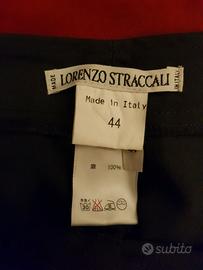 MADE LORENZO STRACCALI IN ITALY
Made in Italy
44
100%
subito